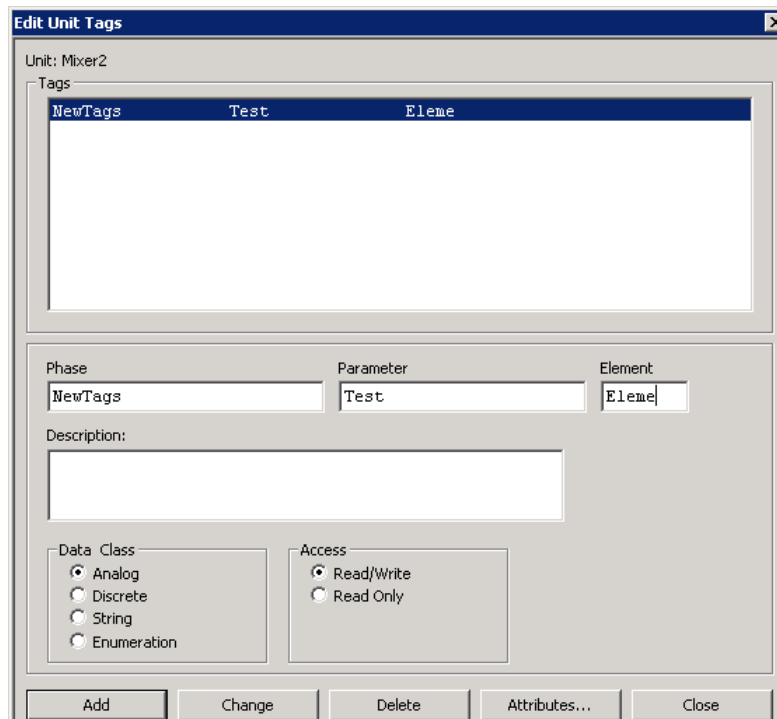 Edit Unit Tags
Unit: Mixer2
Tags
NewTags Test Eleme
Phase Parameter Element
NewTags Test Eleme
Description:
Data Class Access
Analog Read/Write
Discrete Read Only
String
Enumeration
Add Change Delete Attributes... Close